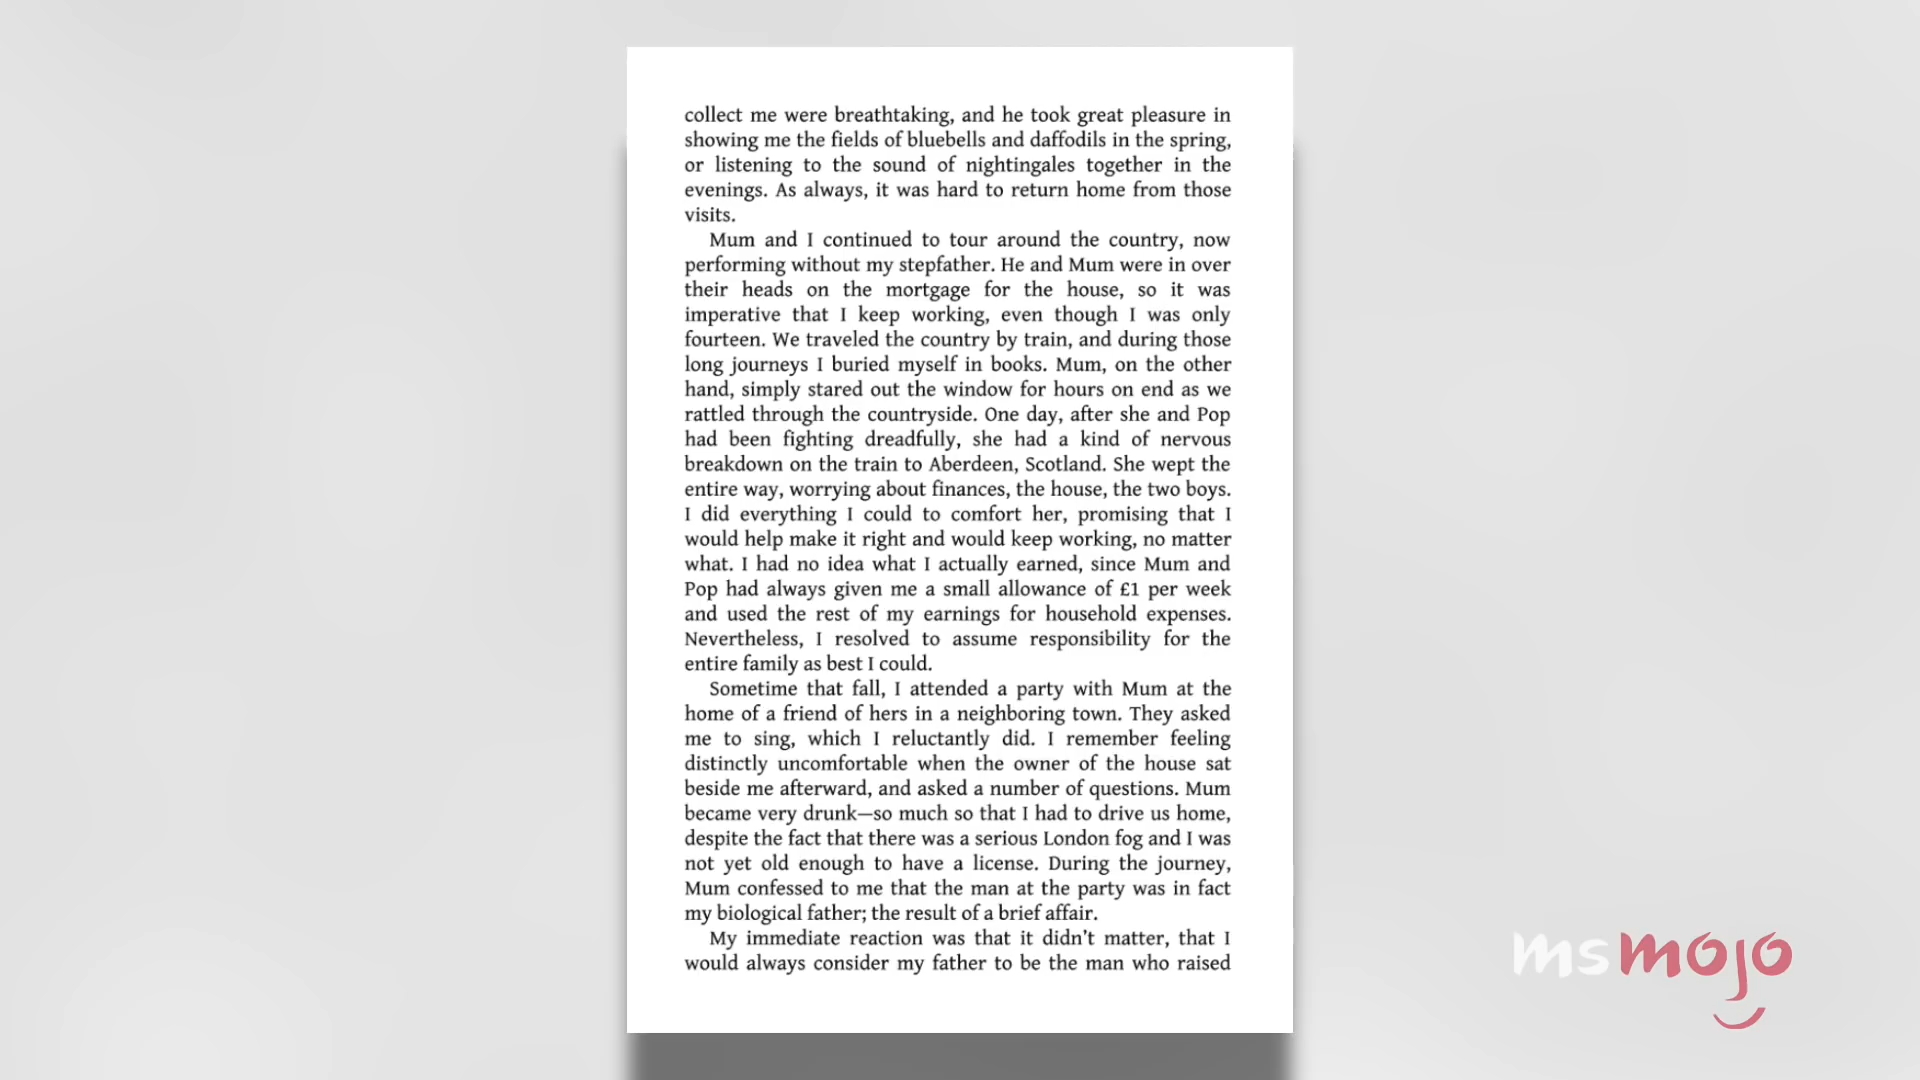 collect me were breathtaking, and he took great pleasure in
showing me the fields of bluebells and daffodils in the spring,
or listening to the sound of nightingales together in the
evenings. As always, it was hard to return home from those
visits.
Mum and I continued to tour around the country, now
performing without my stepfather. He and Mum were in over
their heads on the mortgage for the house, so it was
imperative that I keep working, even though I was only
fourteen. We traveled the country by train, and during those
long journeys I buried myself in books. Mum, on the other
hand, simply stared out the window for hours on end as we
rattled through the countryside. One day, after she and Pop
had been fighting dreadfully, she had a kind of nervous
breakdown on the train to Aberdeen, Scotland. She wept the
entire way, worrying about finances, the house, the two boys.
I did everything I could to comfort her, promising that I
would help make it right and would keep working, no matter
what. I had no idea what I actually earned, since Mum and
Pop had always given me a small allowance of £1 per week
and used the rest of my earnings for household expenses.
Nevertheless, I resolved to assume responsibility for the
entire family as best I could.
Sometime that fall, I attended a party with Mum at the
home of a friend of hers in a neighboring town. They asked
me to sing, which I reluctantly did. I remember feeling
distinctly uncomfortable when the owner of the house sat
beside me afterward, and asked a number of questions. Mum
became very drunk—so much so that I had to drive us home,
despite the fact that there was a serious London fog and I was
not yet old enough to have a license. During the journey,
Mum confessed to me that the man at the party was in fact
my biological father; the result of a brief affair.
My immediate reaction was that it didn't matter, that I
would always consider my father to be the man who raised
msmojo